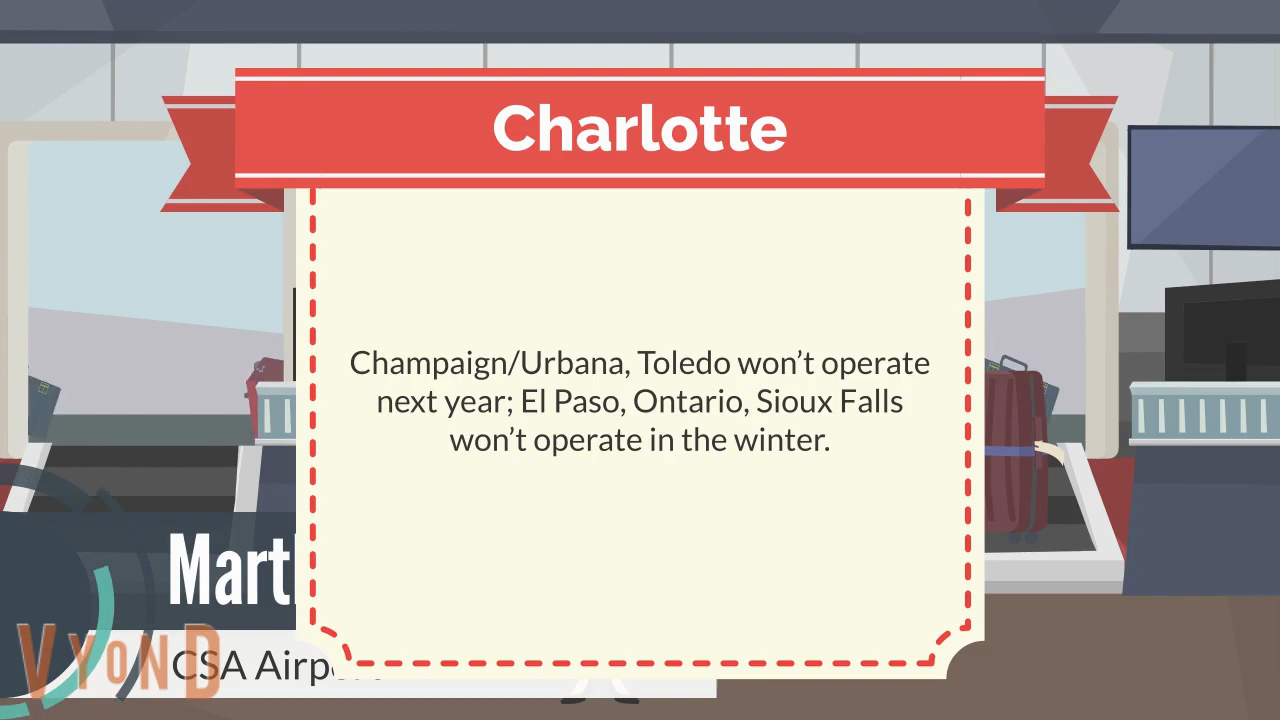 Charlotte
Champaign/Urbana, Toledo won’t operate
next year; El Paso, Ontario, Sioux Falls
won’t operate in the winter.
CSA
VYOND